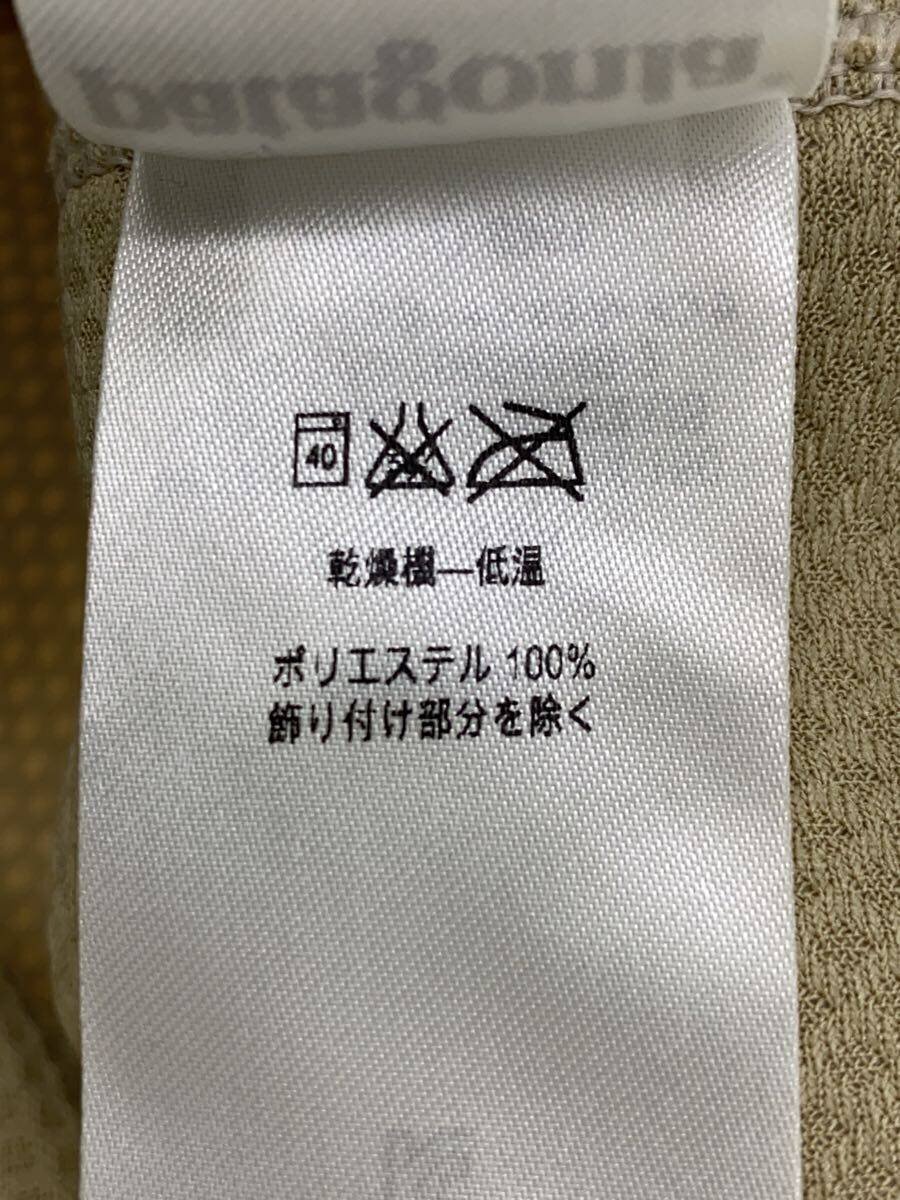 patagonia
40
乾燥機—低温
ポリエステル 100%
飾り付け部分を除く